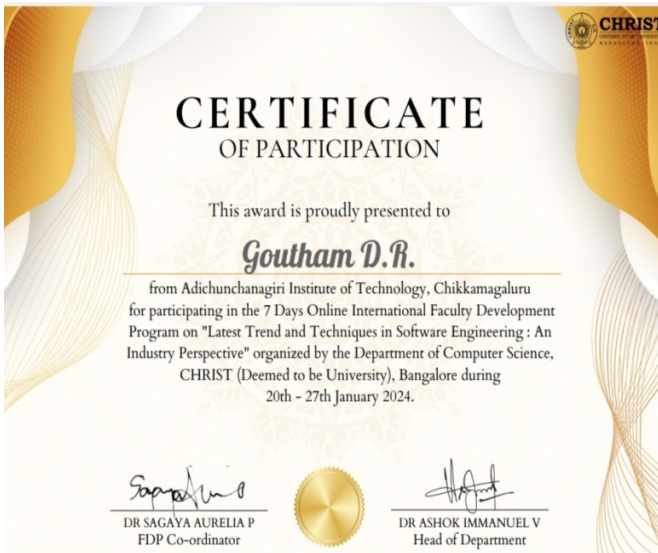 CHRIST
CERTIFICATE
OF PARTICIPATION
This award is proudly presented to
Goutham D.R.
from Adichunchanagiri Institute of Technology, Chikkamagaluru
for participating in the 7 Days Online International Faculty Development
Program on "Latest Trend and Techniques in Software Engineering : An
Industry Perspective" organized by the Department of Computer Science,
CHRIST (Deemed to be University), Bangalore during
20th - 27th January 2024.
DR SAGAYA AURELIA P
FDP Co-ordinator
DR ASHOK IMMANUEL V
Head of Department